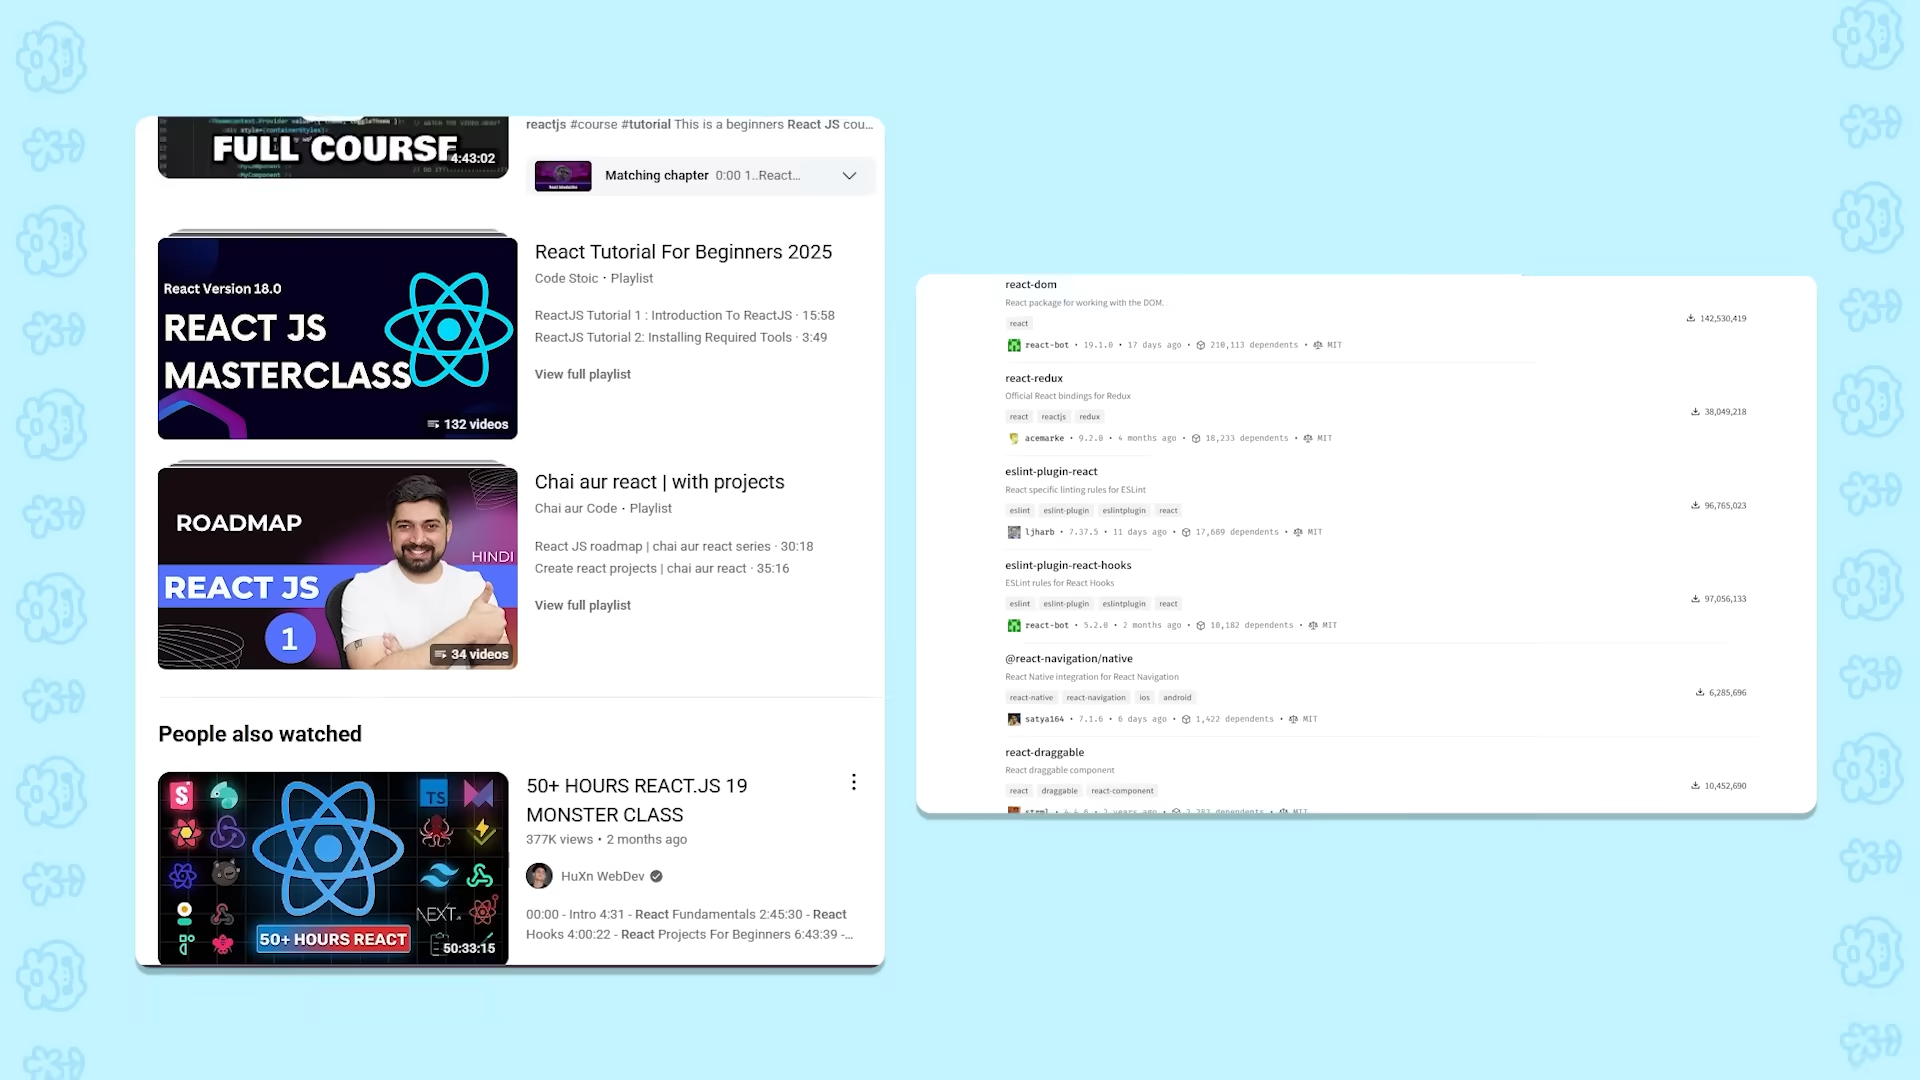 FULL COURSE
4:43:02
reactjs #course #tutorial This is a beginners React JS cou...
Matching chapter 0:00 1..React...
React Version 18.0
REACT JS
MASTERCLASS
132 videos
React Tutorial For Beginners 2025
Code Stoic · Playlist
ReactJS Tutorial 1 : Introduction To ReactJS · 15:58
ReactJS Tutorial 2: Installing Required Tools · 3:49
View full playlist
ROADMAP
HINDI
REACT JS
1
34 videos
Chai aur react | with projects
Chai aur Code · Playlist
React JS roadmap | chai aur react series · 30:18
Create react projects | chai aur react · 35:16
View full playlist
People also watched
TS
NEXT
50+ HOURS REACT
50:33:15
50+ HOURS REACT.JS 19
MONSTER CLASS
377K views • 2 months ago
HuXn WebDev
00:00 - Intro 4:31 - React Fundamentals 2:45:30 - React
Hooks 4:00:22 - React Projects For Beginners 6:43:39 -...
react-dom
React package for working with the DOM.
142,530,419
react
react-bot • 19.1.0 • 17 days ago • 210,113 dependents • MIT
react-redux
Official React bindings for Redux
38,049,218
react reactjs redux
acemarke • 9.2.0 • 4 months ago • 18,233 dependents • MIT
eslint-plugin-react
React specific linting rules for ESLint
96,765,023
eslint eslint-plugin eslintplugin react
ljharb • 7.37.5 • 11 days ago • 17,669 dependents • MIT
eslint-plugin-react-hooks
ESLint rules for React Hooks
97,056,133
eslint eslint-plugin eslintplugin react
react-bot • 5.2.0 • 2 months ago • 10,182 dependents • MIT
@react-navigation/native
React Native integration for React Navigation
6,285,696
react-native react-navigation ios android
satya164 • 7.1.6 • 6 days ago • 1,422 dependents • MIT
react-draggable
React draggable component
10,452,690
react draggable react-component